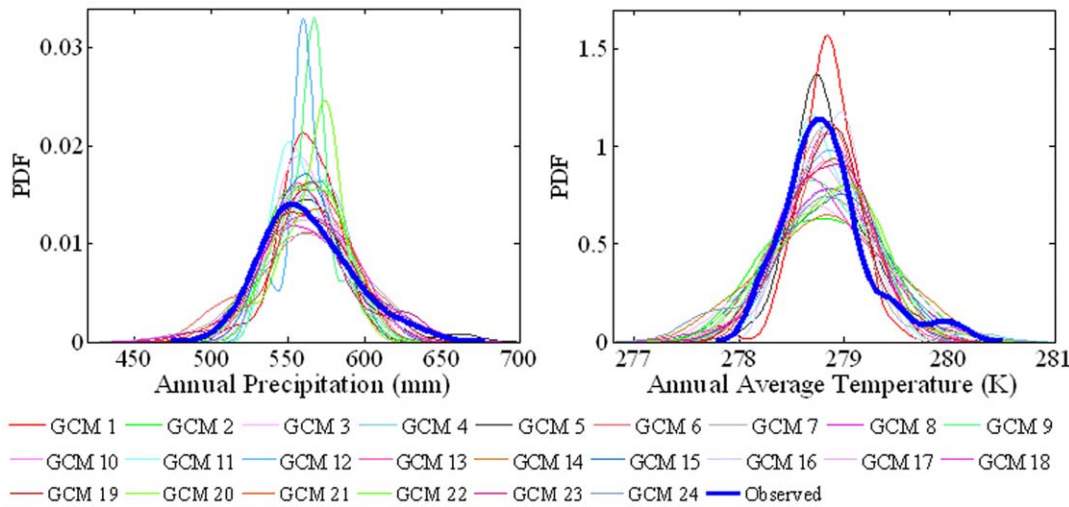 PDF
0.03
0.02
0.01
0
450 500 550 600 650 700
Annual Precipitation (mm)
PDF
1.5
1
0.5
0
277 278 279 280 281
Annual Average Temperature (K)
GCM 1 GCM 2 GCM 3 GCM 4 GCM 5 GCM 6 GCM 7 GCM 8 GCM 9
GCM 10 GCM 11 GCM 12 GCM 13 GCM 14 GCM 15 GCM 16 GCM 17 GCM 18
GCM 19 GCM 20 GCM 21 GCM 22 GCM 23 GCM 24 Observed